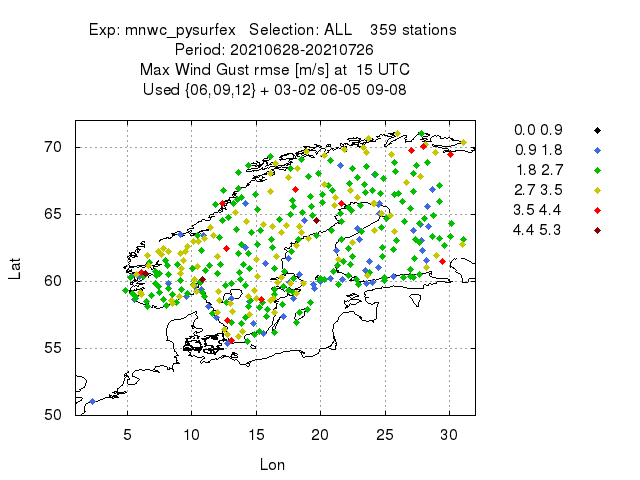 Exp: mnwc_pysurfex   Selection: ALL    359 stations
Period: 20210628-20210726
Max Wind Gust rmse [m/s] at  15 UTC
Used {06,09,12} + 03-02 06-05 09-08
0.0 0.9
0.9 1.8
1.8 2.7
2.7 3.5
3.5 4.4
4.4 5.3
70
65
60
55
50
Lat
5 10 15 20 25 30
Lon